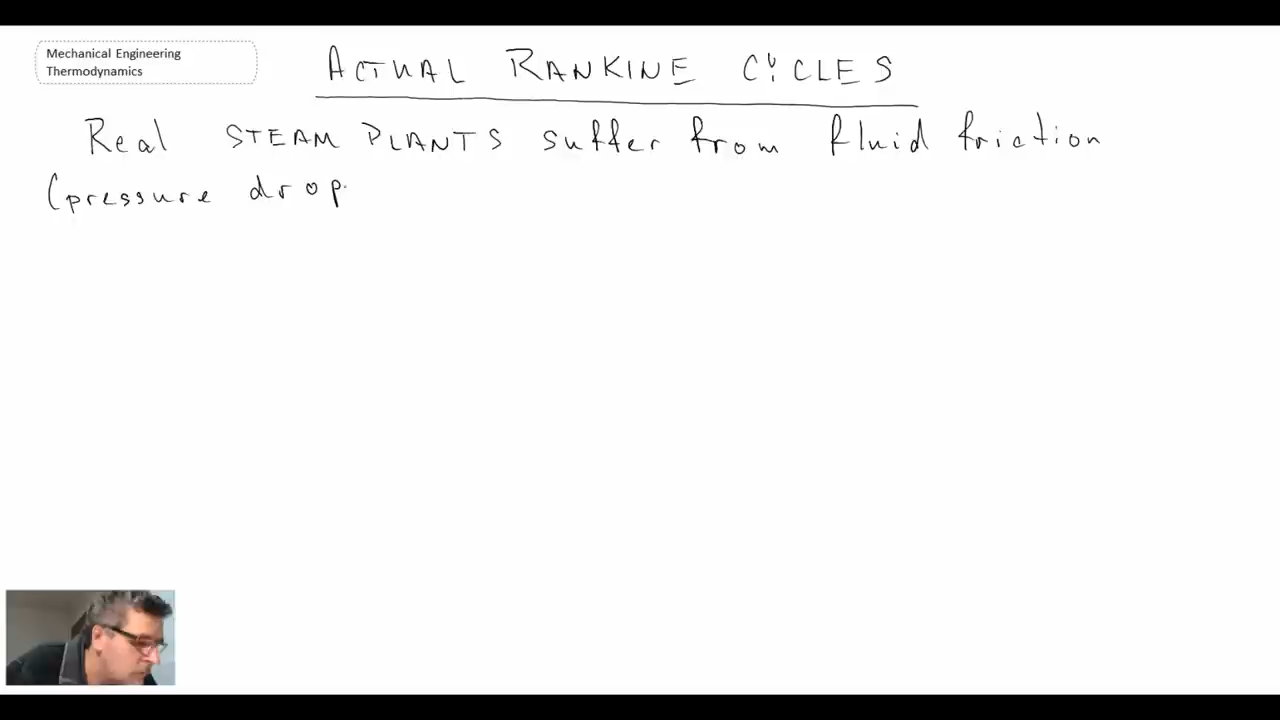 Mechanical Engineering
Thermodynamics
ACTUAL RANKINE CYCLES
Real STEAM PLANTS suffer from fluid friction
(pressure drop